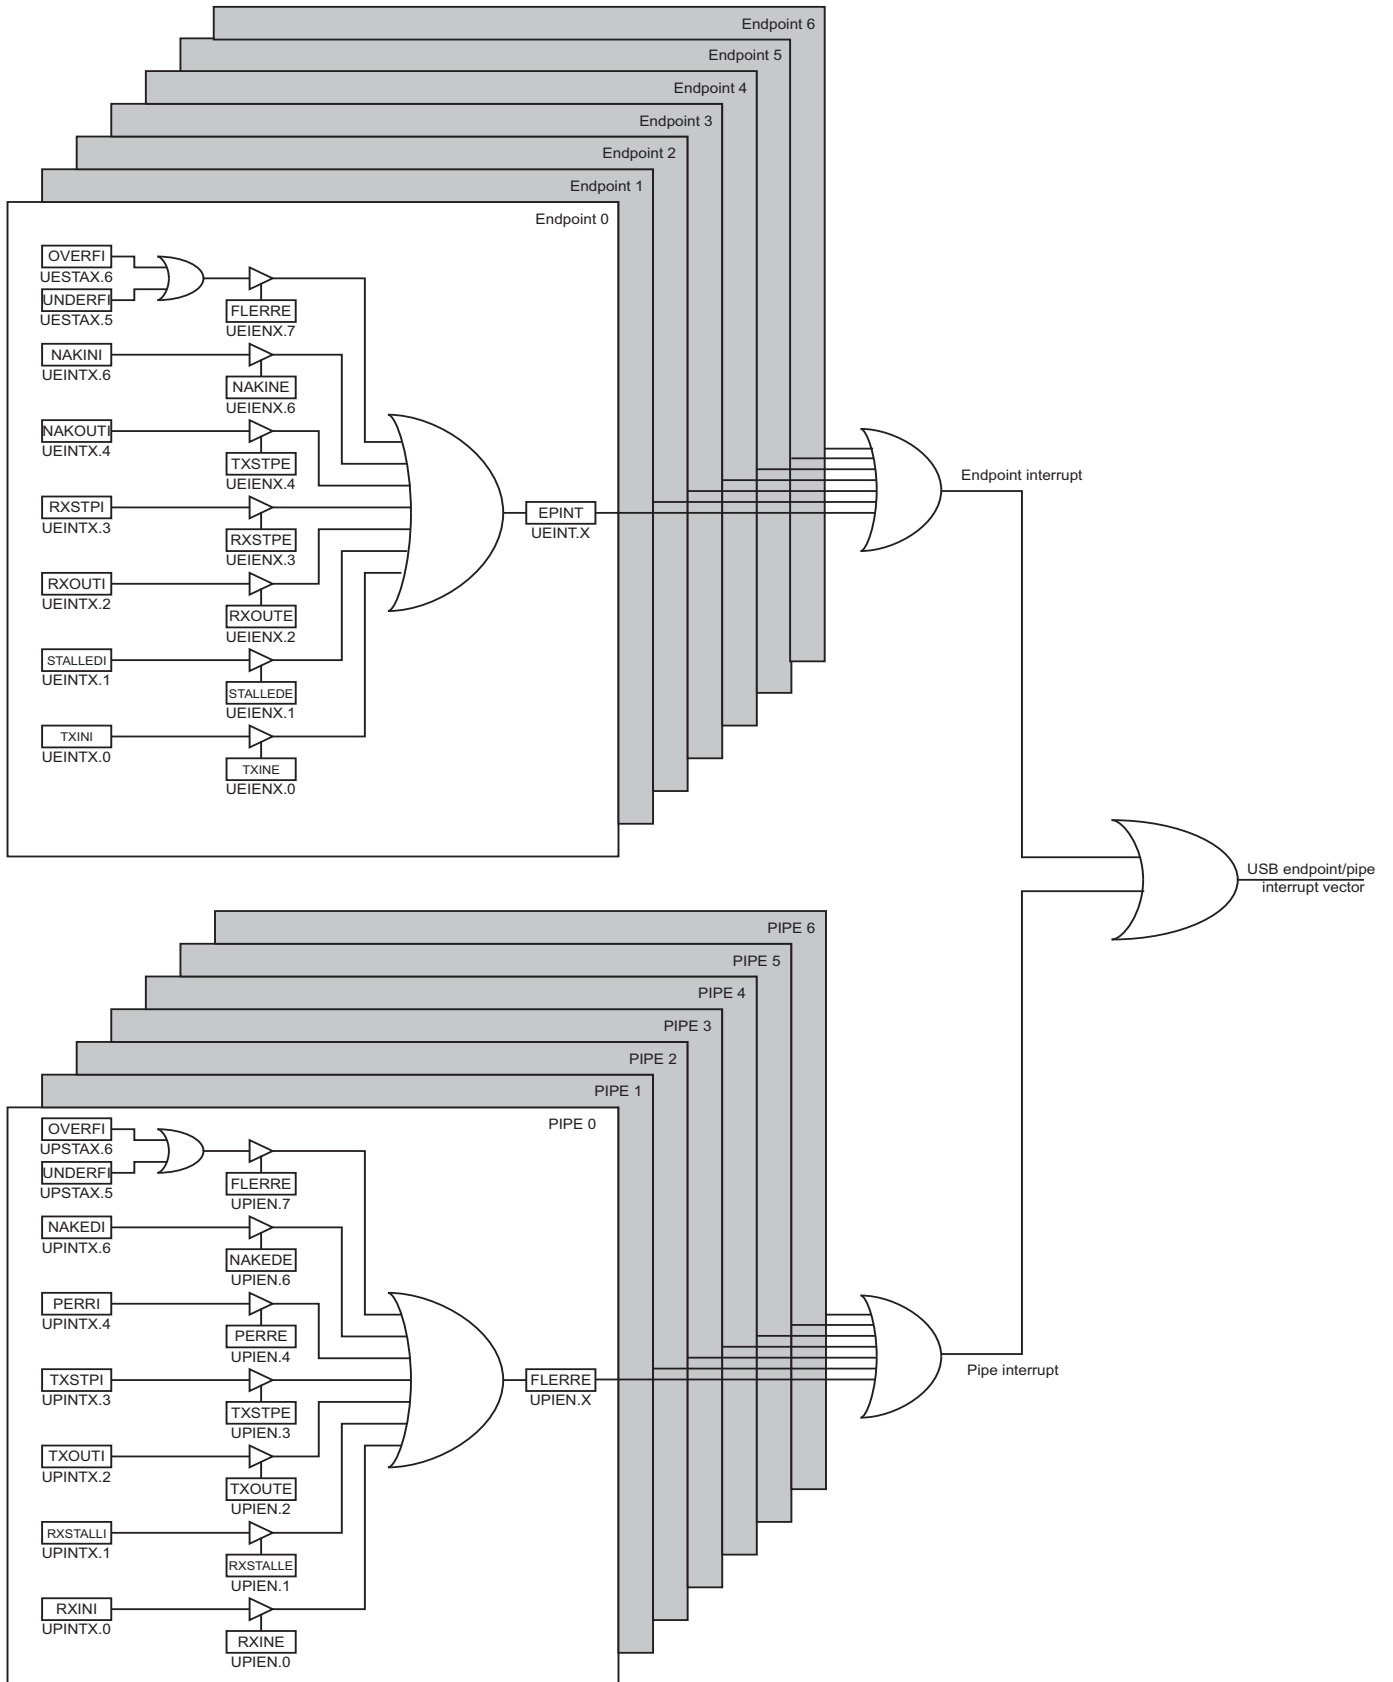 Endpoint 6
Endpoint 5
Endpoint 4
Endpoint 3
Endpoint 2
Endpoint 1
Endpoint 0
OVERFI
UESTAX.6
UNDERFI
UESTAX.5
FLERRE
UEIENX.7
NAKINI
UEINTX.6
NAKINE
UEIENX.6
NAKOUTI
UEINTX.4
TXSTPE
UEIENX.4
RXSTPI
UEINTX.3
RXSTPE
UEIENX.3
RXOUTI
UEINTX.2
RXOUTE
UEIENX.2
STALLEDI
UEINTX.1
STALLEDE
UEIENX.1
TXINI
UEINTX.0
TXINE
UEIENX.0
EPINT
UEINT.X
Endpoint interrupt
USB endpoint/pipe
interrupt vector
PIPE 6
PIPE 5
PIPE 4
PIPE 3
PIPE 2
PIPE 1
PIPE 0
OVERFI
UPSTAX.6
UNDERFI
UPSTAX.5
FLERRE
UPIEN.7
NAKEDI
UPINTX.6
NAKEDE
UPIEN.6
PERRI
UPINTX.4
PERRE
UPIEN.4
TXSTPI
UPINTX.3
TXSTPE
UPIEN.3
TXOUTI
UPINTX.2
TXOUTE
UPIEN.2
RXSTALLI
UPINTX.1
RXSTALLE
UPIEN.1
RXINI
UPINTX.0
RXINE
UPIEN.0
FLERRE
UPIEN.X
Pipe interrupt